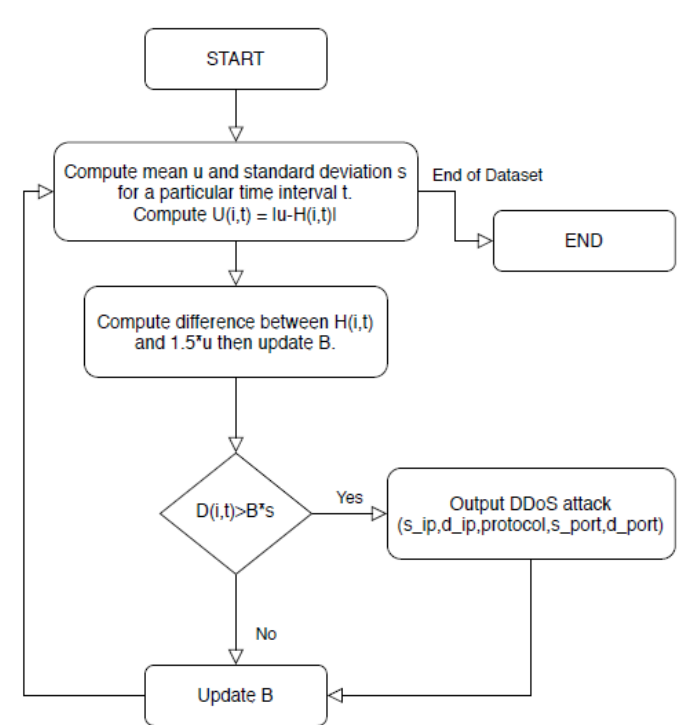 START
Compute mean u and standard deviation s
for a particular time interval t.
Compute U(i,t) = |u-H(i,t)|
End of Dataset
END
Compute difference between H(i,t)
and 1.5*u then update B.
D(i,t)>B*s
Yes
Output DDoS attack
(s_ip,d_ip,protocol,s_port,d_port)
No
Update B